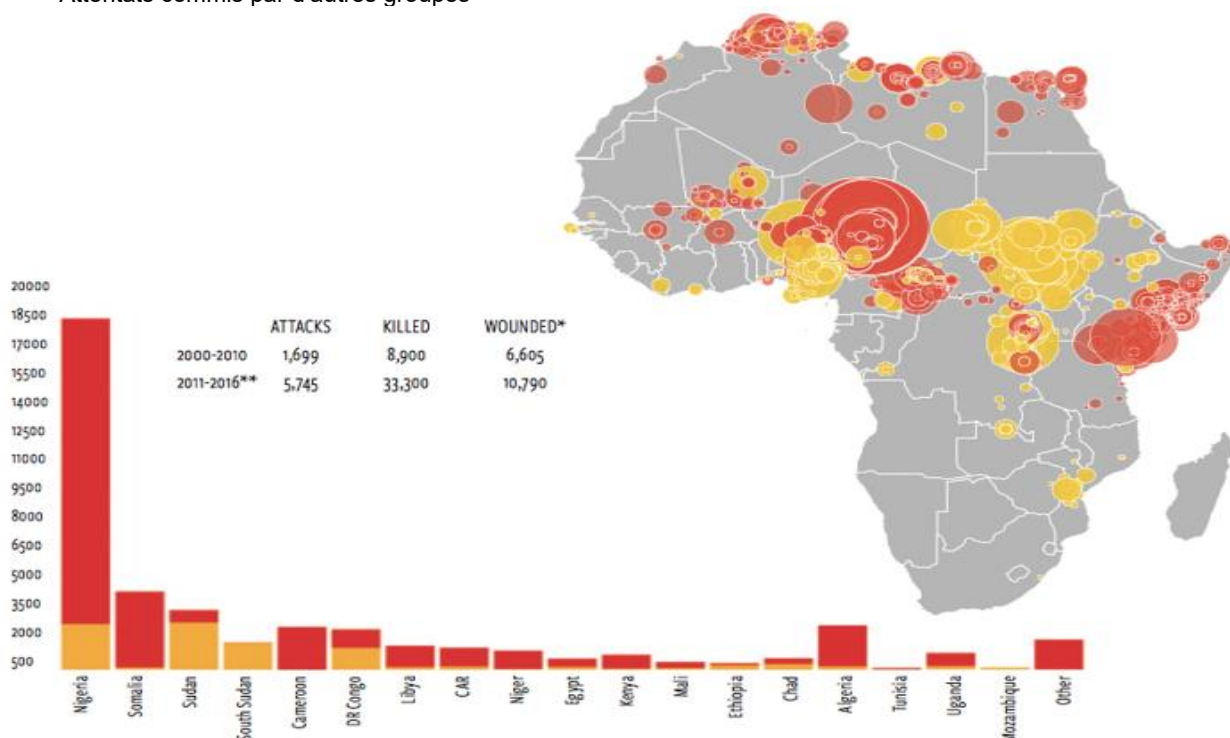 Attentats commis par d'autres groupes
ATTACKS KILLED WOUNDED*
2000-2010 1,699 8,900 6,605
2011-2016** 5,745 33,300 10,790
20000
18500
17000
15500
14000
12500
11000
9500
8000
6500
5000
3500
2000
500
Nigeria
Somalia
Sudan
South Sudan
Cameroon
DR Congo
Libya
CAR
Niger
Egypt
Kenya
Mali
Ethiopia
Chad
Algeria
Tunisia
Uganda
Mozambique
Other